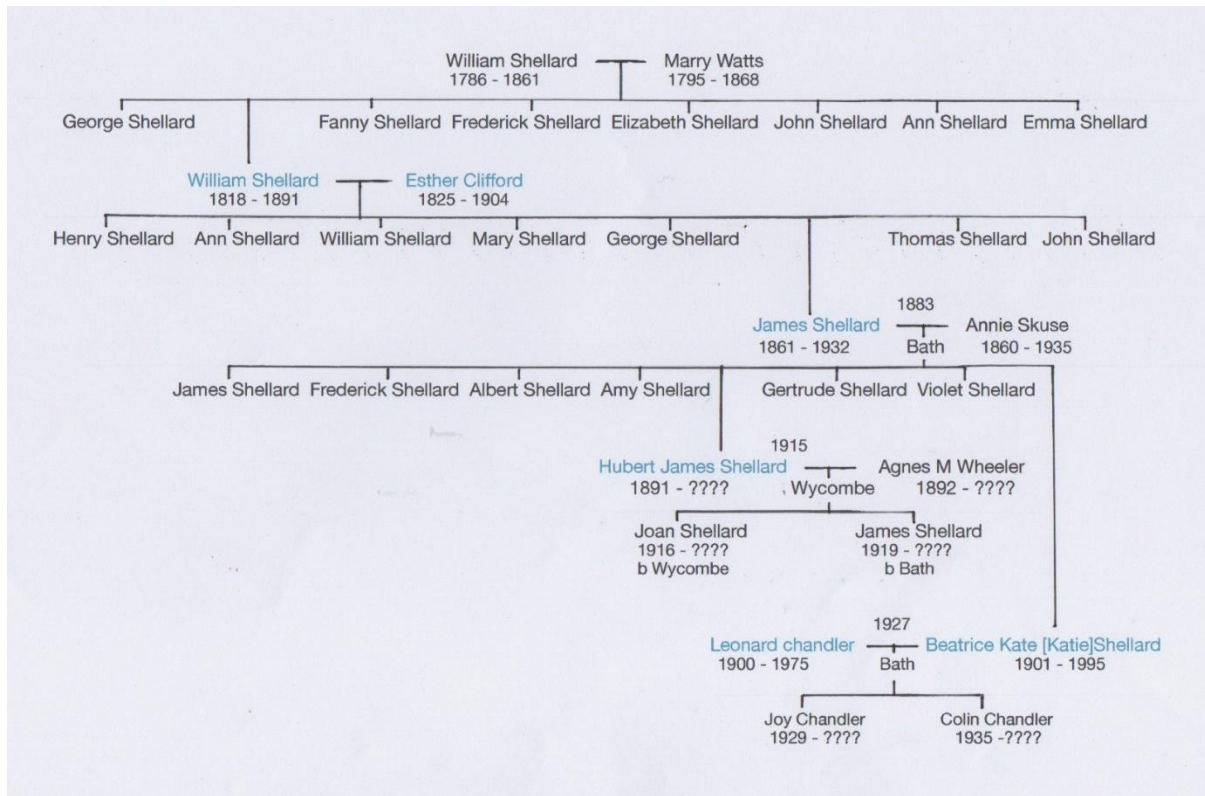 William Shellard Marry Watts
1786 - 1861 1795 - 1868
George Shellard Fanny Shellard Frederick Shellard Elizabeth Shellard John Shellard Ann Shellard Emma Shellard
William Shellard Esther Clifford
1818 - 1891 1825 - 1904
Henry Shellard Ann Shellard William Shellard Mary Shellard George Shellard Thomas Shellard John Shellard
1883
James Shellard Annie Skuse
1861 - 1932 Bath 1860 - 1935
James Shellard Frederick Shellard Albert Shellard Amy Shellard Gertrude Shellard Violet Shellard
1915
Hubert James Shellard Agnes M Wheeler
1891 - ???? Wycombe 1892 - ????
Joan Shellard James Shellard
1916 - ???? 1919 - ????
b Wycombe b Bath
1927
Leonard chandler Beatrice Kate [Katie]Shellard
1900 - 1975 Bath 1901 - 1995
Joy Chandler Colin Chandler
1929 - ???? 1935 -????